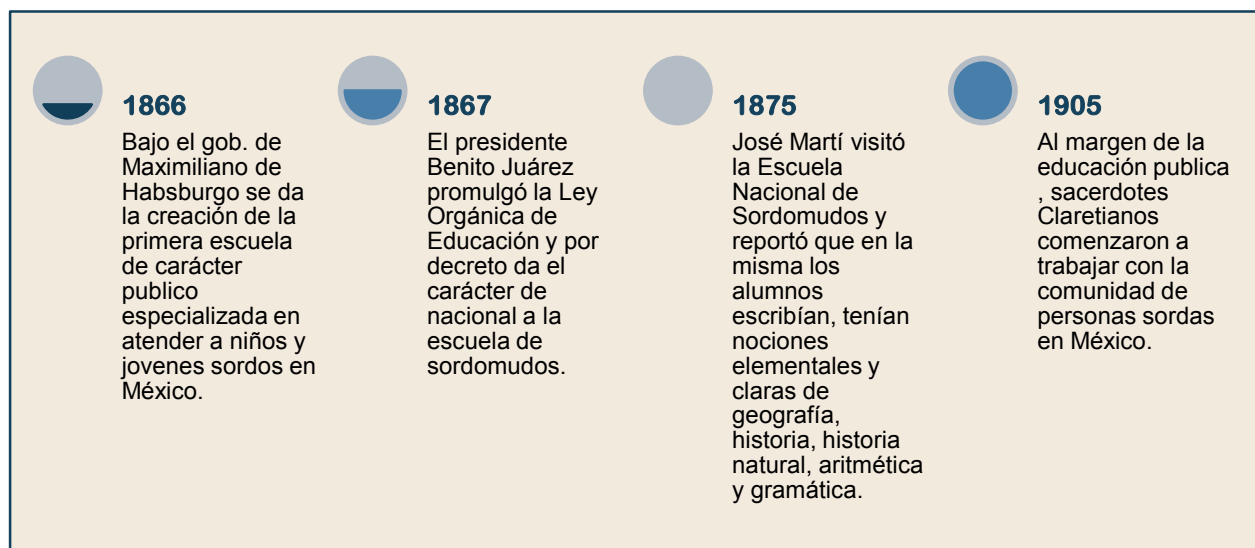 1866
Bajo el gob. de
Maximiliano de
Habsburgo se da
la creación de la
primera escuela
de carácter
publico
especializada en
atender a niños y
jovenes sordos en
México.
1867
El presidente
Benito Juárez
promulgó la Ley
Orgánica de
Educación y por
decreto da el
carácter de
nacional a la
escuela de
sordomudos.
1875
José Martí visitó
la Escuela
Nacional de
Sordomudos y
reportó que en la
misma los
alumnos
escribían, tenían
nociones
elementales y
claras de
geografía,
historia, historia
natural, aritmética
y gramática.
1905
Al margen de la
educación publica
, sacerdotes
Claretianos
comenzaron a
trabajar con la
comunidad de
personas sordas
en México.